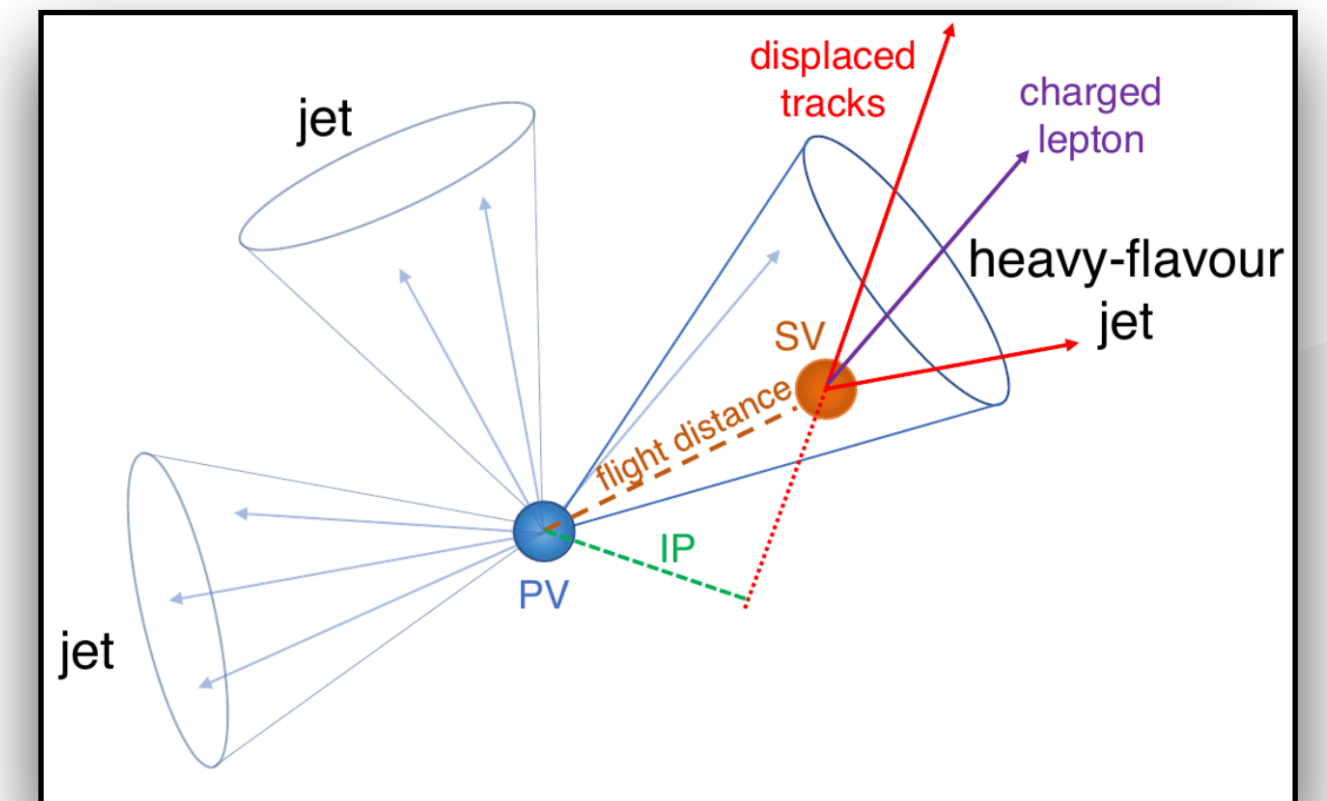 displaced
tracks
charged
lepton
jet
heavy-flavour
jet
SV
flight distance
IP
PV
jet